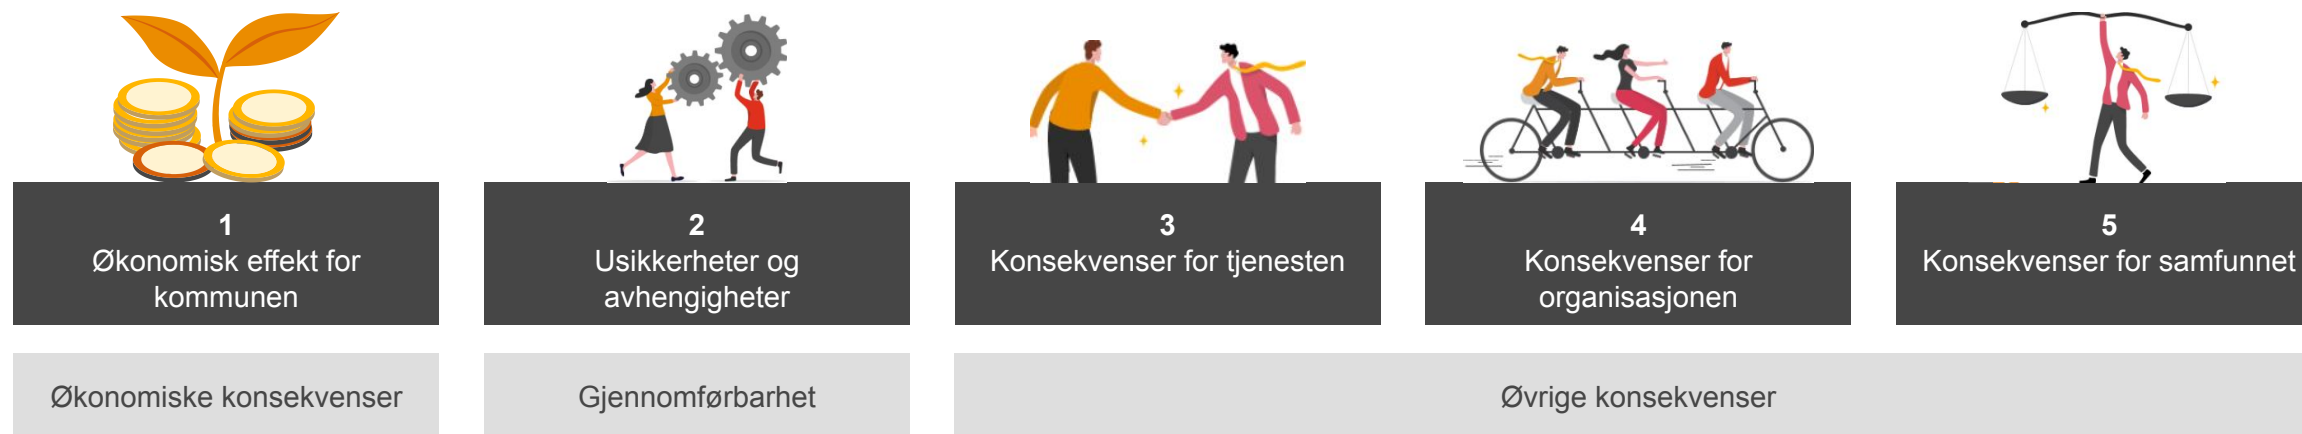 1
Økonomisk effekt for
kommunen
2
Usikkerheter og
avhengigheter
3
Konsekvenser for tjenesten
4
Konsekvenser for
organisasjonen
5
Konsekvenser for samfunnet
Økonomiske konsekvenser
Gjennomførbarhet
Øvrige konsekvenser